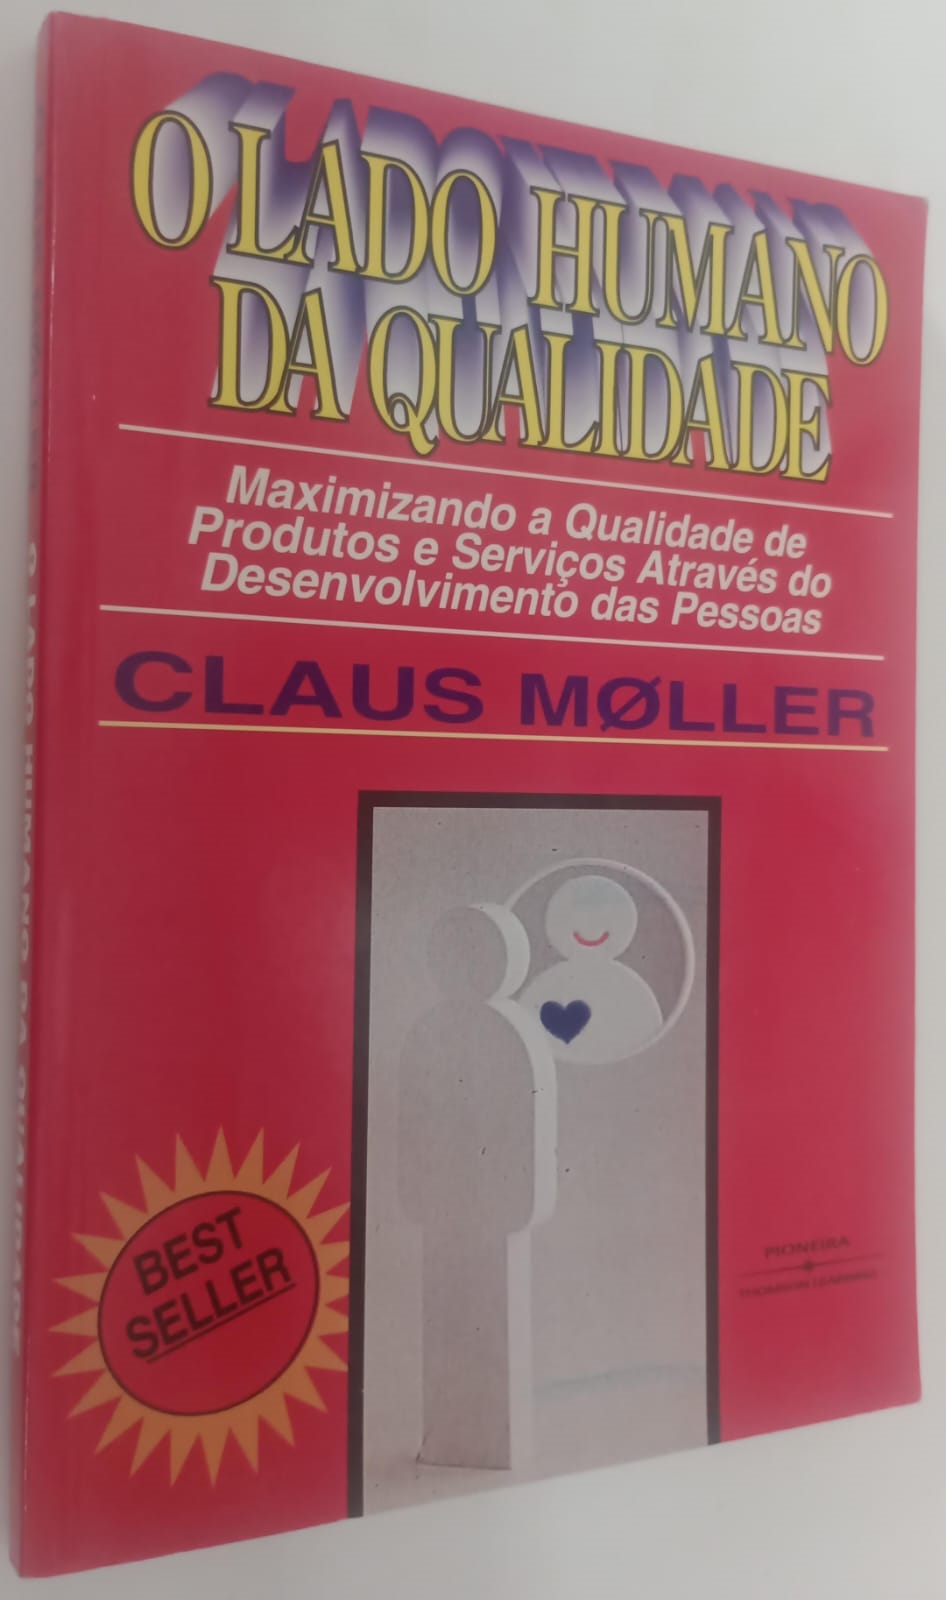 O LADO HUMANO
DA QUALIDADE
Maximizando a Qualidade de
Produtos e Serviços Através do
Desenvolvimento das Pessoas
CLAUS MØLLER
BEST
SELLER
PIONEIRA
THOMSON LEARNING
O LADO HUMANO DA QUALIDADE